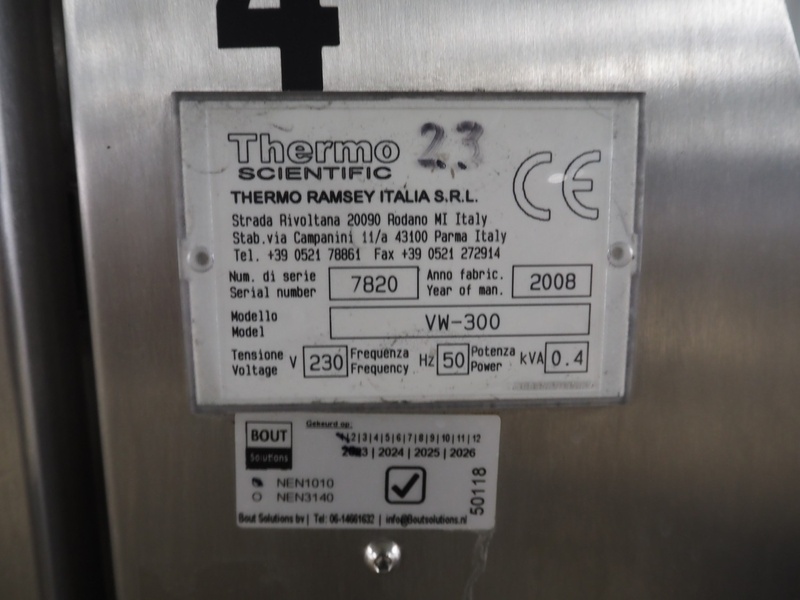 4
Thermo 23
SCIENTIFIC
CE
THERMO RAMSEY ITALIA S.R.L.
Strada Rivoltana 20090 Rodano MI Italy
Stab.via Campanini 11/a 43100 Parma Italy
Tel. +39 0521 78861 Fax +39 0521 272914
Num. di serie 7820 Anno fabric. 2008
Serial number Year of man.
Modello VW-300
Model
Tensione V 230 Frequenza Hz 50 Potenza kVA 0.4
Voltage Frequency Power
Gekeurd op:
BOUT
Solutions
2|3|4|5|6|7|8|9|10|11|12
2023 | 2024 | 2025 | 2026
NEN1010
NEN3140
50118
Bout Solutions bv | Tel: 06-14661632 | info@Boutsolutions.nl